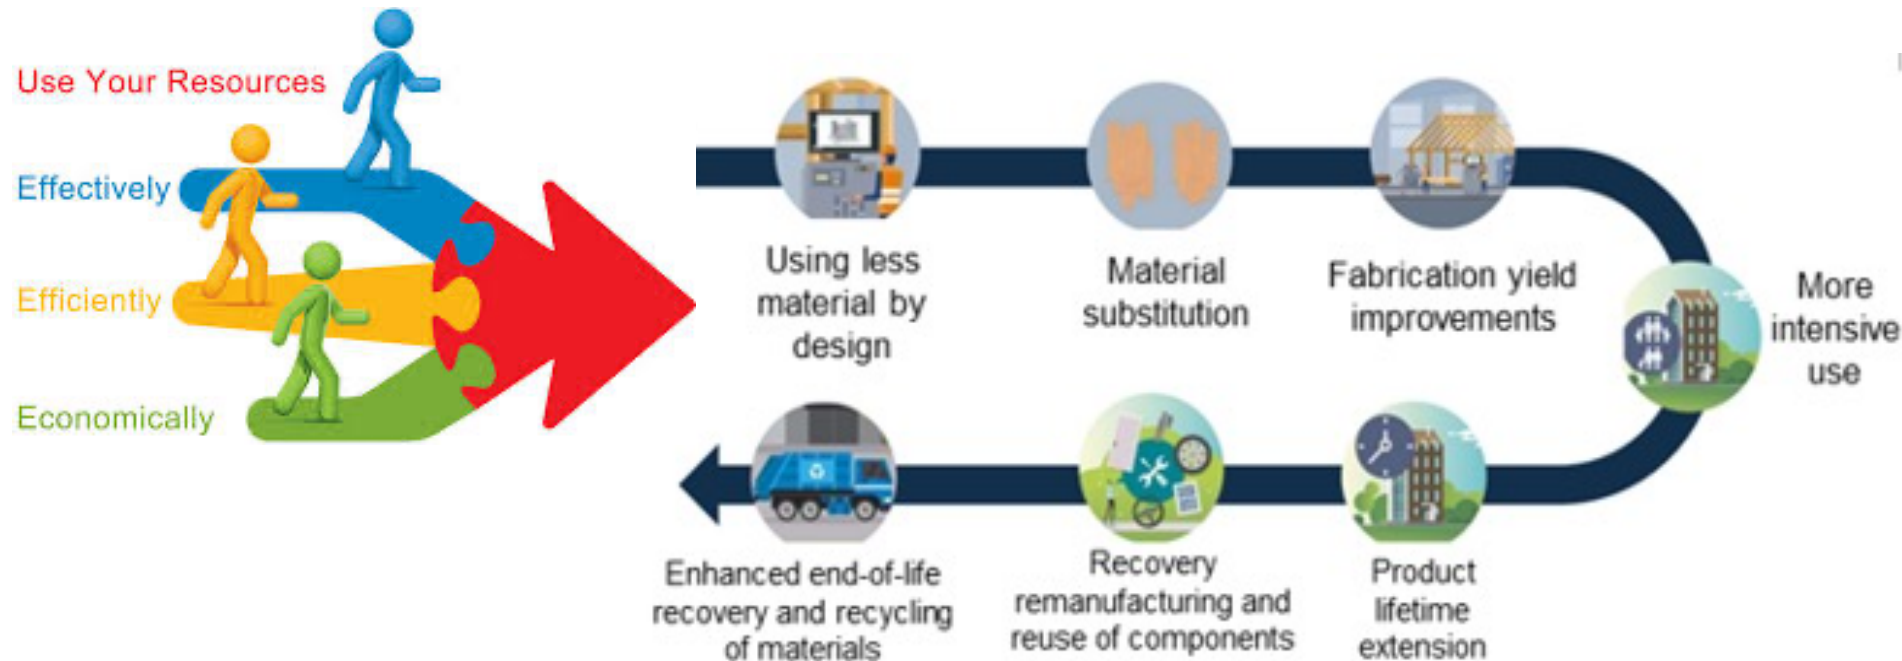 Use Your Resources
Effectively
Efficiently
Economically
Using less
material by
design
Material
substitution
Fabrication yield
improvements
More
intensive
use
Product
lifetime
extension
Recovery
remanufacturing and
reuse of components
Enhanced end-of-life
recovery and recycling
of materials